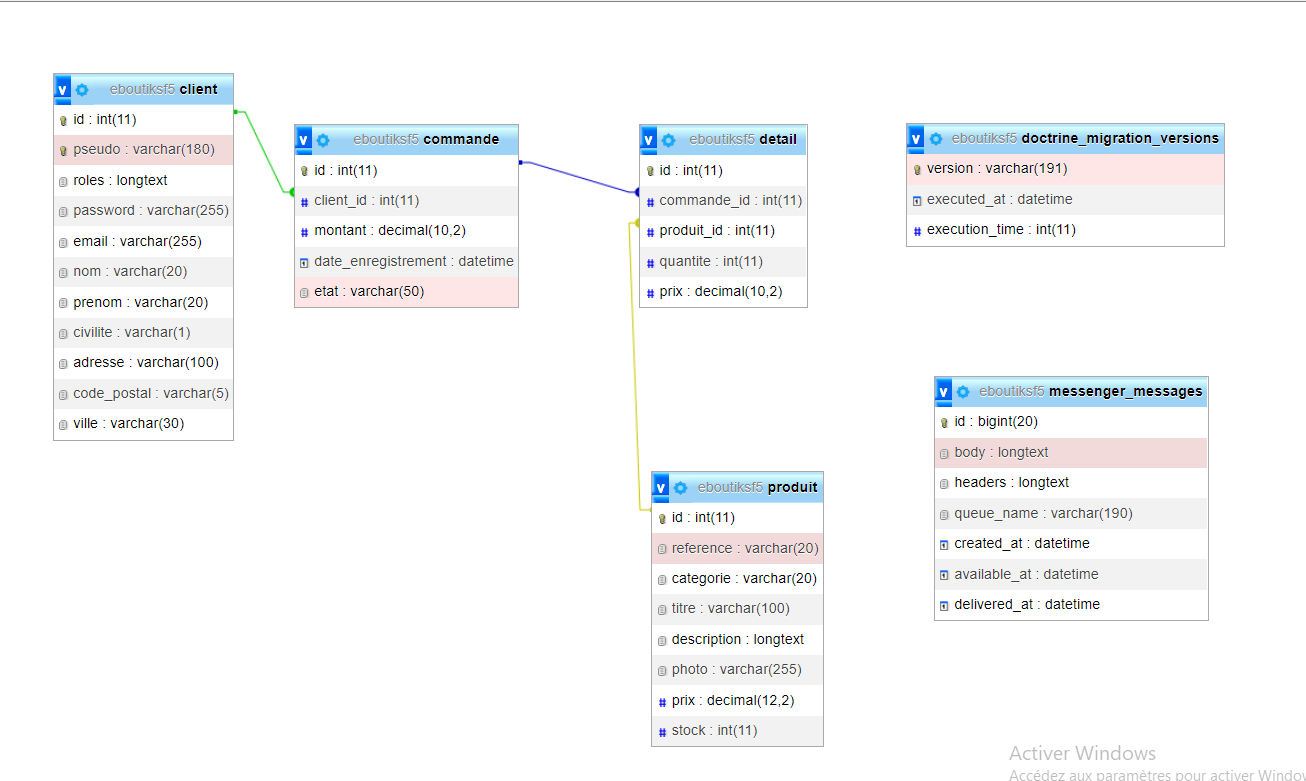 v eboutiksf5 client
id : int(11)
pseudo : varchar(180)
roles : longtext
password : varchar(255)
email : varchar(255)
nom : varchar(20)
prenom : varchar(20)
civilite : varchar(1)
adresse : varchar(100)
code_postal : varchar(5)
ville : varchar(30)
v eboutiksf5 commande
id : int(11)
# client_id : int(11)
# montant : decimal(10,2)
date_enregistrement : datetime
etat : varchar(50)
v eboutiksf5 detail
id : int(11)
# commande_id : int(11)
# produit_id : int(11)
# quantite : int(11)
# prix : decimal(10,2)
v eboutiksf5 doctrine_migration_versions
version : varchar(191)
executed_at : datetime
# execution_time : int(11)
v eboutiksf5 messenger_messages
id : bigint(20)
body : longtext
headers : longtext
queue_name : varchar(190)
created_at : datetime
available_at : datetime
delivered_at : datetime
v eboutiksf5 produit
id : int(11)
reference : varchar(20)
categorie : varchar(20)
titre : varchar(100)
description : longtext
photo : varchar(255)
# prix : decimal(12,2)
# stock : int(11)
Activer Windows
Accédez aux paramètres pour activer Window